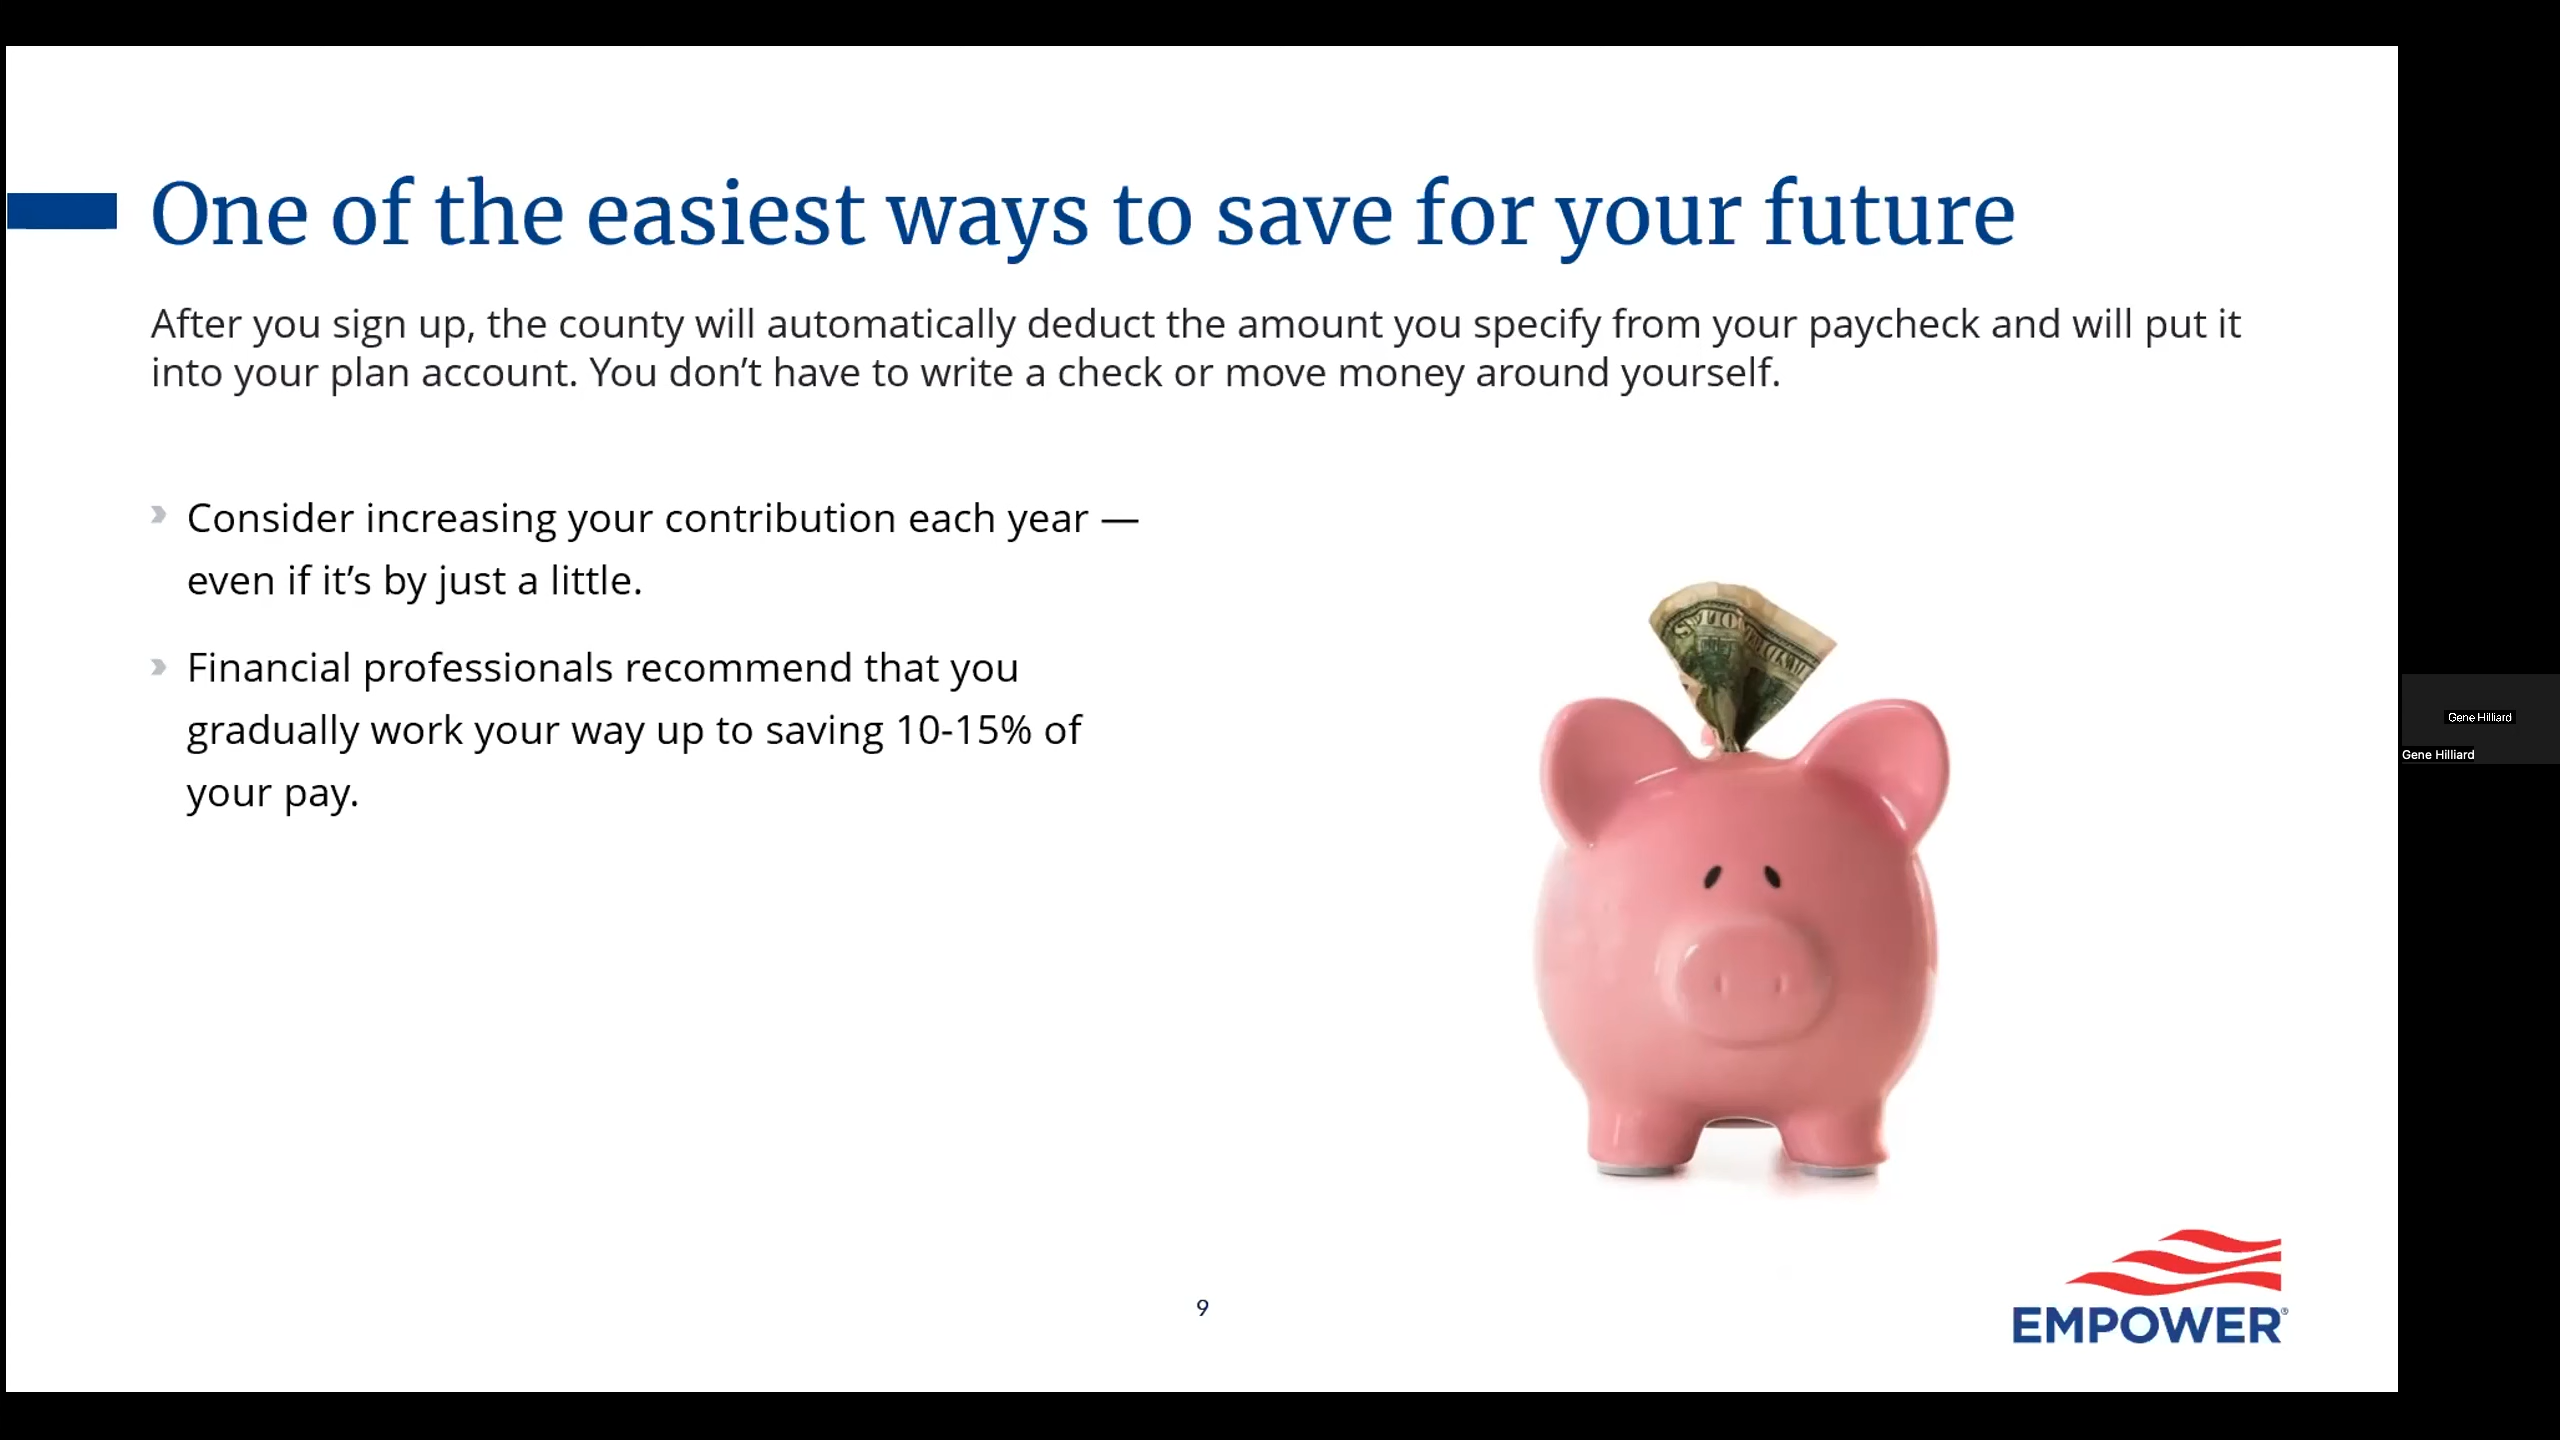 One of the easiest ways to save for your future
After you sign up, the county will automatically deduct the amount you specify from your paycheck and will put it
into your plan account. You don’t have to write a check or move money around yourself.
Consider increasing your contribution each year —
even if it’s by just a little.
Financial professionals recommend that you
gradually work your way up to saving 10-15% of
your pay.
Gene Hilliard
Gene Hilliard
9
EMPOWER®